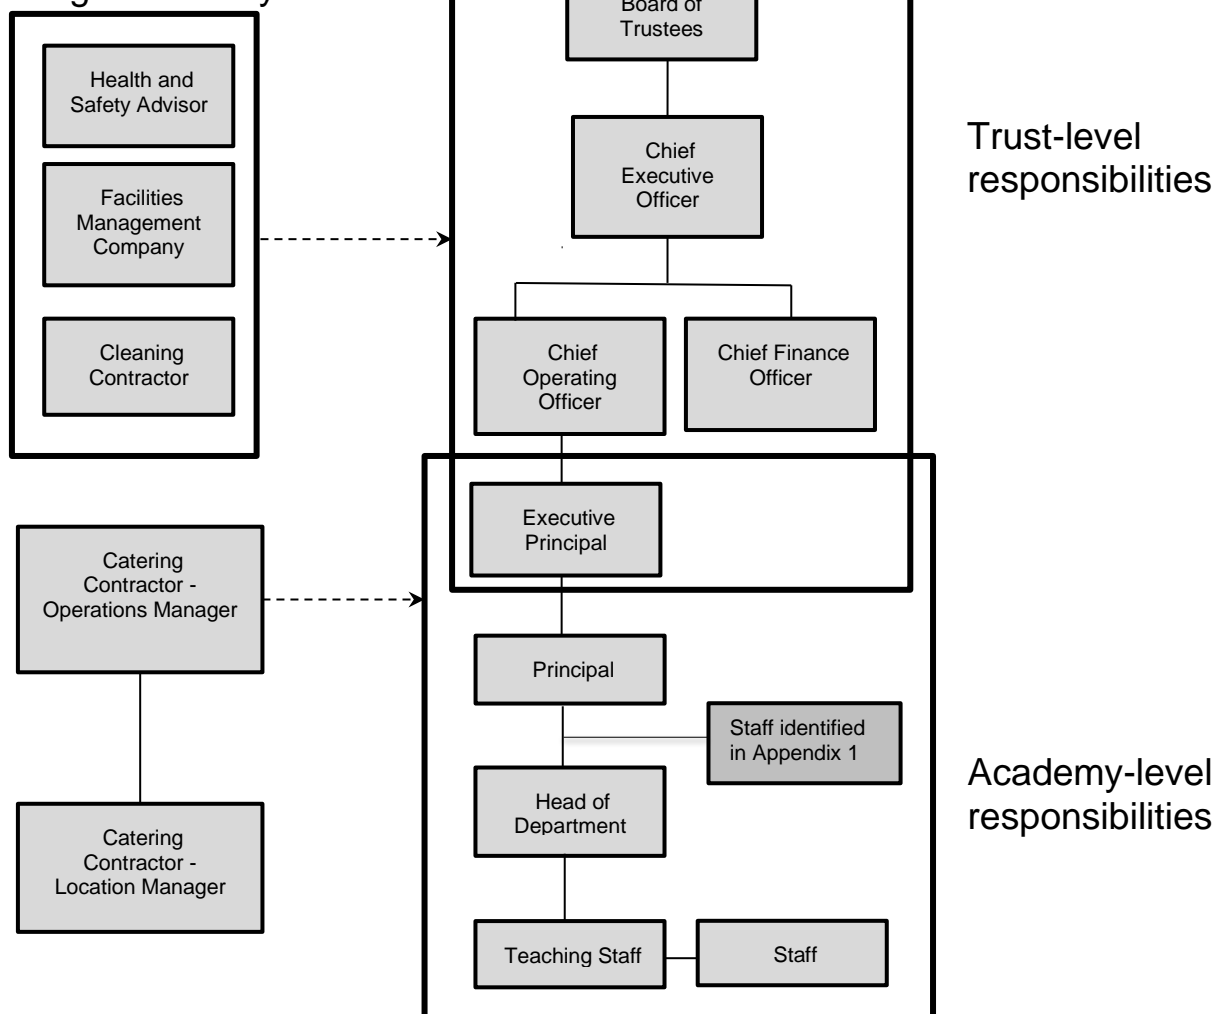 Board of
Trustees
Health and
Safety Advisor
Facilities
Management
Company
Cleaning
Contractor
Chief
Executive
Officer
Trust-level
responsibilities
Chief
Operating
Officer
Chief Finance
Officer
Executive
Principal
Catering
Contractor -
Operations Manager
Principal
Staff identified
in Appendix 1
Head of
Department
Academy-level
responsibilities
Catering
Contractor -
Location Manager
Teaching Staff
Staff